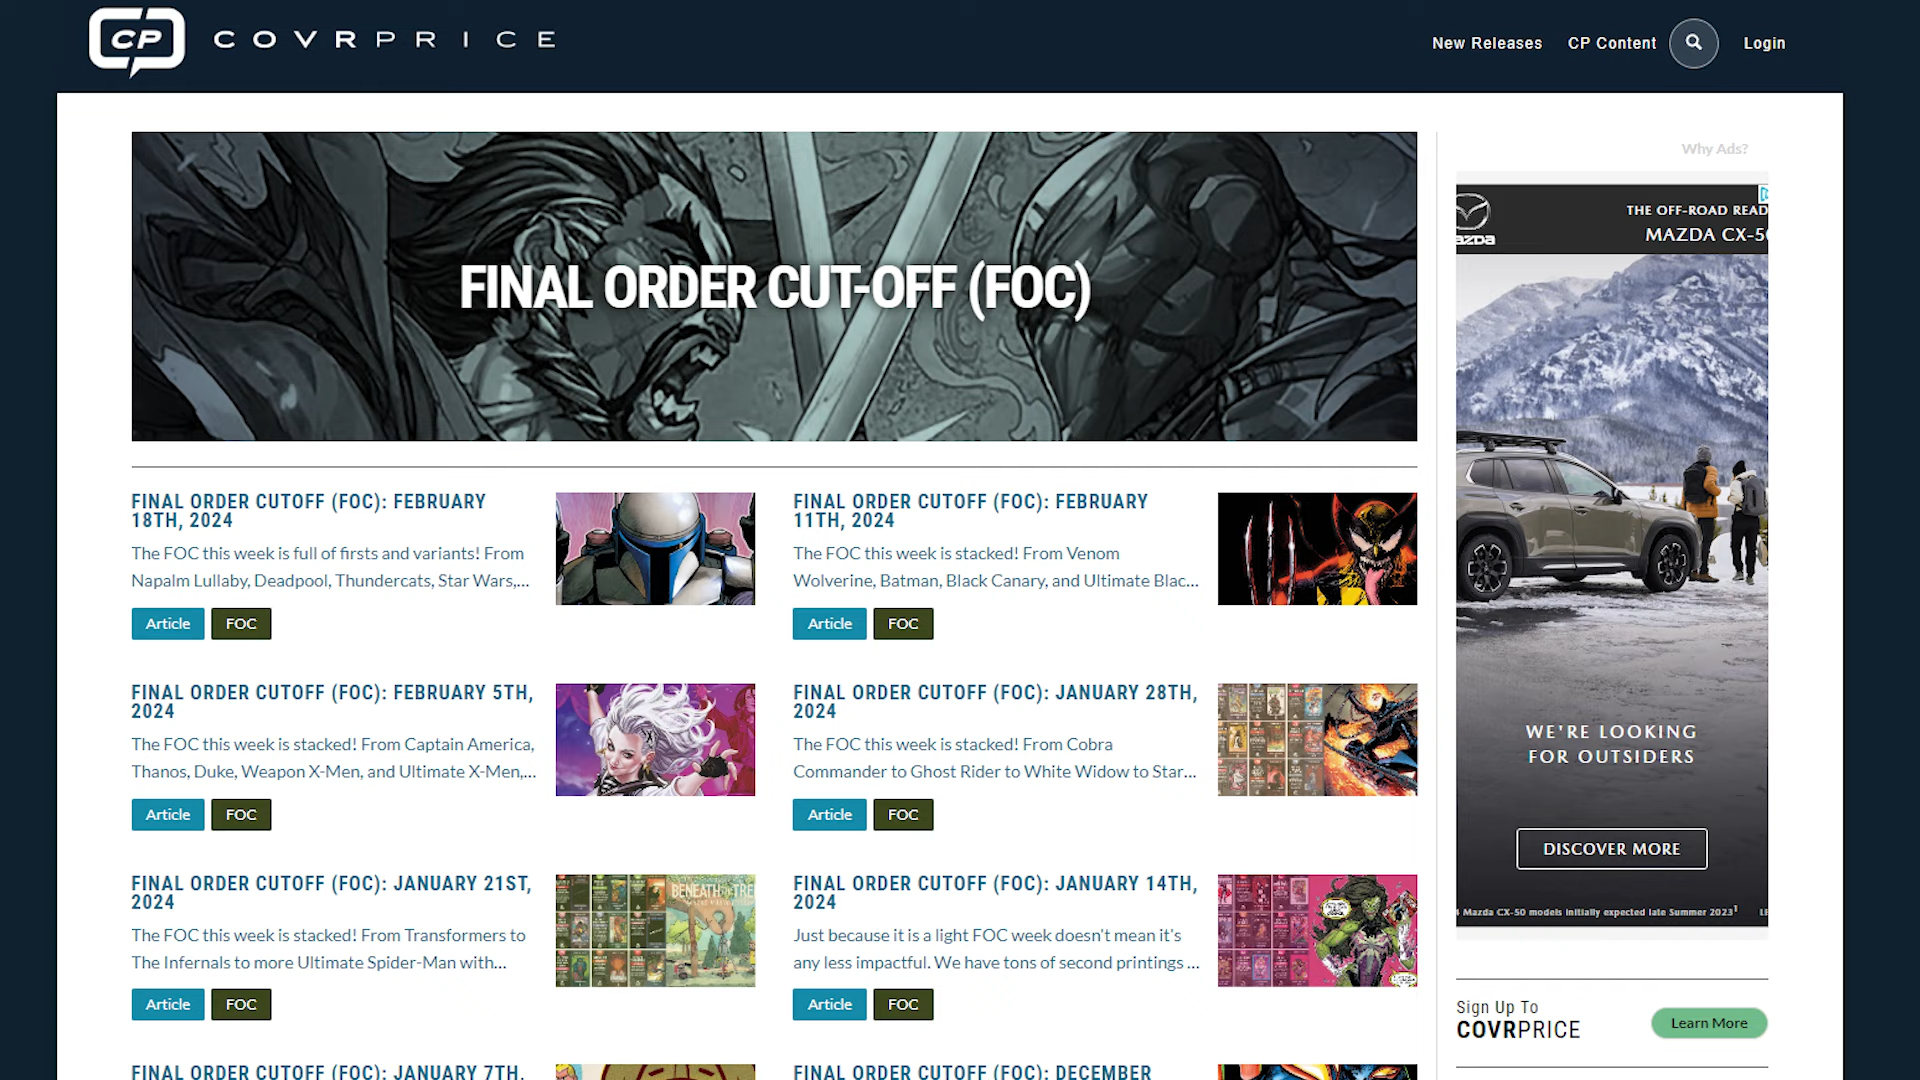 CP COVRPRICE
New Releases
CP Content
Login
FINAL ORDER CUT-OFF (FOC)
FINAL ORDER CUTOFF (FOC): FEBRUARY
18TH, 2024
The FOC this week is full of firsts and variants! From
Napalm Lullaby, Deadpool, Thundercats, Star Wars,...
Article
FOC
FINAL ORDER CUTOFF (FOC): FEBRUARY
11TH, 2024
The FOC this week is stacked! From Venom
Wolverine, Batman, Black Canary, and Ultimate Blac...
Article
FOC
FINAL ORDER CUTOFF (FOC): FEBRUARY 5TH,
2024
The FOC this week is stacked! From Captain America,
Thanos, Duke, Weapon X-Men, and Ultimate X-Men,...
Article
FOC
FINAL ORDER CUTOFF (FOC): JANUARY 28TH,
2024
The FOC this week is stacked! From Cobra
Commander to Ghost Rider to White Widow to Star...
Article
FOC
FINAL ORDER CUTOFF (FOC): JANUARY 21ST,
2024
The FOC this week is stacked! From Transformers to
The Infernals to more Ultimate Spider-Man with...
Article
FOC
BENEATH THE TRE
FINAL ORDER CUTOFF (FOC): JANUARY 14TH,
2024
Just because it is a light FOC week doesn't mean it's
any less impactful. We have tons of second printings ...
Article
FOC
FINAL ORDER CUTOFF (FOC): JANUARY 7TH,
FINAL ORDER CUTOFF (FOC): DECEMBER
Why Ads?
azda
THE OFF-ROAD READ
MAZDA CX-50
WE'RE LOOKING
FOR OUTSIDERS
DISCOVER MORE
4 Mazda CX-50 models initially expected late Summer 2023¹ LE
Sign Up To
COVRPRICE
Learn More